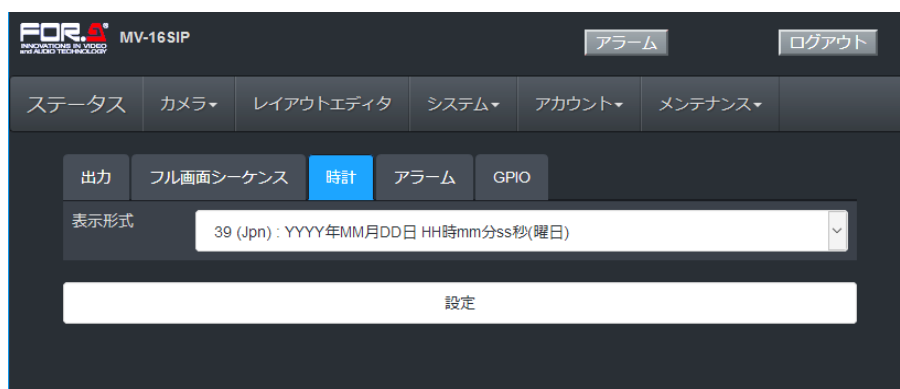 FOR.A®
INNOVATIONS IN VIDEO
and AUDIO TECHNOLOGY
MV-16SIP
アラーム
ログアウト
ステータス カメラ▾ レイアウトエディタ システム▾ アカウント▾ メンテナンス▾
出力 フル画面シーケンス 時計 アラーム GPIO
表示形式
39 (Jpn) : YYYY年MM月DD日 HH時mm分ss秒(曜日)
設定